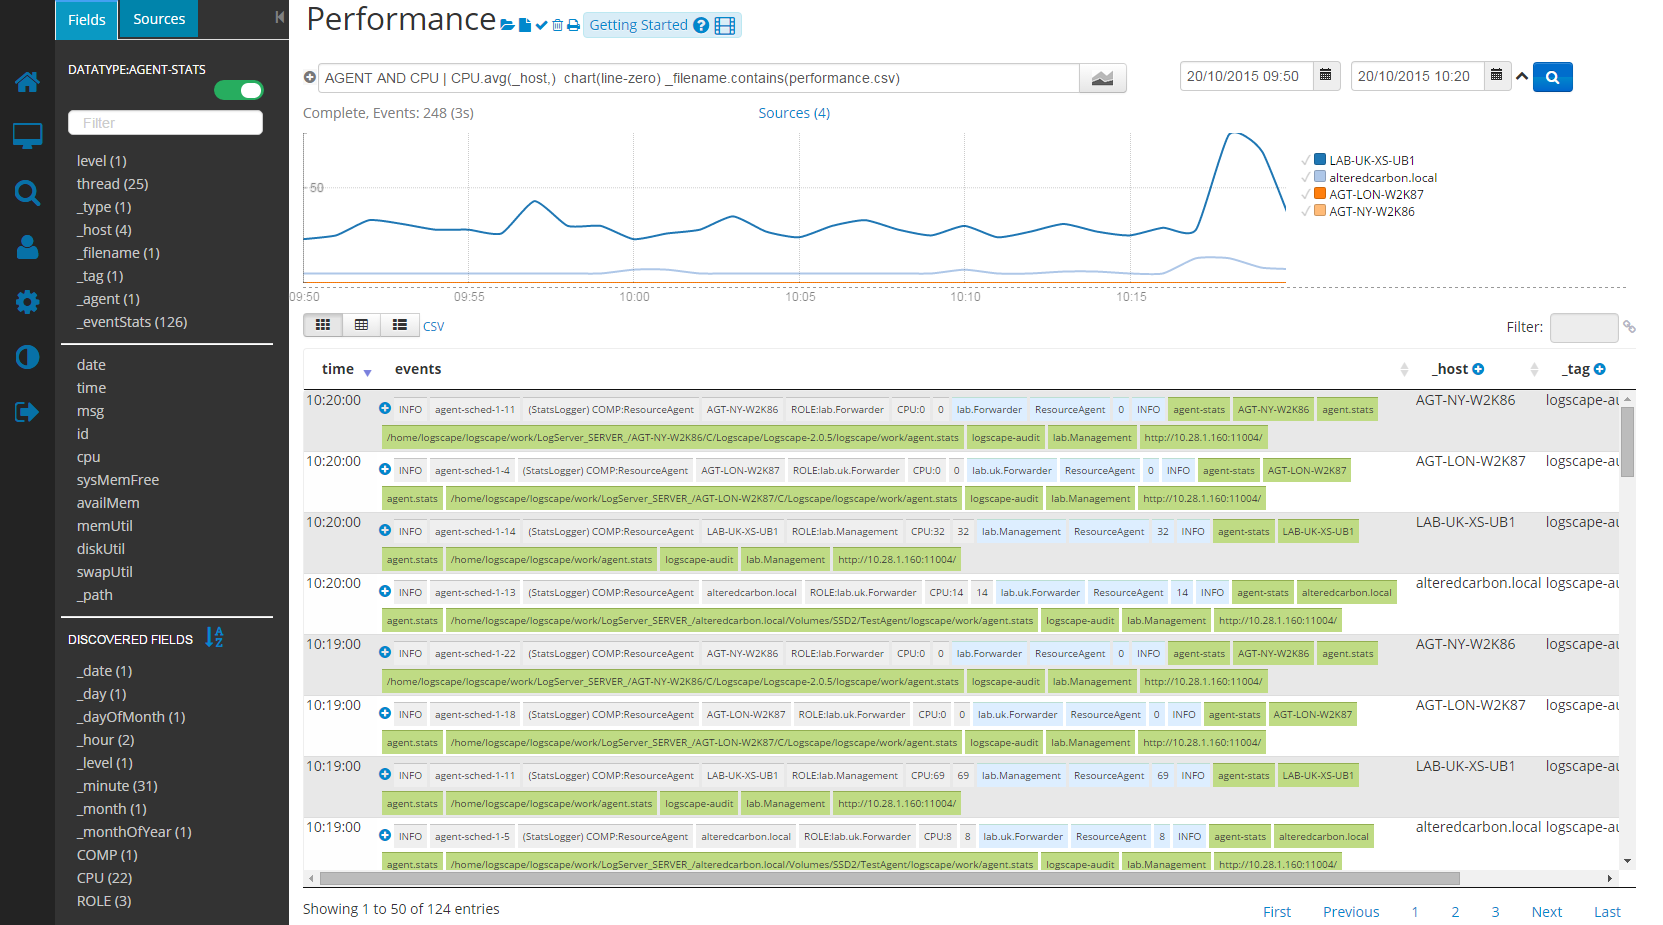 Fields Sources
DATATYPE:AGENT-STATS
Filter
level (1)
thread (25)
_type (1)
_host (4)
_filename (1)
_tag (1)
_agent (1)
_eventStats (126)
date
time
msg
id
cpu
sysMemFree
availMem
memUtil
diskUtil
swapUtil
_path
DISCOVERED FIELDS
_date (1)
_day (1)
_dayOfMonth (1)
_hour (2)
_level (1)
_minute (31)
_month (1)
_monthOfYear (1)
COMP (1)
CPU (22)
ROLE (3)
Performance Getting Started
AGENT AND CPU | CPU.avg(_host,) chart(line-zero) _filename.contains(performance.csv) 20/10/2015 09:50 20/10/2015 10:20
Complete, Events: 248 (3s) Sources (4)
50
LAB-UK-XS-UB1
alteredcarbon.local
AGT-LON-W2K87
AGT-NY-W2K86
09:50 09:55 10:00 10:05 10:10 10:15
CSV Filter:
time events _host _tag
10:20:00 INFO agent-sched-1-11 (StatsLogger) COMP:ResourceAgent AGT-NY-W2K86 ROLE:lab.Forwarder CPU:0 0 lab.Forwarder ResourceAgent 0 INFO agent-stats AGT-NY-W2K86 agent.stats AGT-NY-W2K86 logscape-au
/home/logscape/logscape/work/LogServer_SERVER_/AGT-NY-W2K86/C/Logscape/Logscape-2.0.5/logscape/work/agent.stats logscape-audit lab.Management http://10.28.1.160:11004/
10:20:00 INFO agent-sched-1-4 (StatsLogger) COMP:ResourceAgent AGT-LON-W2K87 ROLE:lab.uk.Forwarder CPU:0 0 lab.uk.Forwarder ResourceAgent 0 INFO agent-stats AGT-LON-W2K87 AGT-LON-W2K87 logscape-au
agent.stats /home/logscape/logscape/work/LogServer_SERVER_/AGT-LON-W2K87/C/Logscape/logscape/work/agent.stats logscape-audit lab.Management http://10.28.1.160:11004/
10:20:00 INFO agent-sched-1-14 (StatsLogger) COMP:ResourceAgent LAB-UK-XS-UB1 ROLE:lab.Management CPU:32 32 lab.Management ResourceAgent 32 INFO agent-stats LAB-UK-XS-UB1 LAB-UK-XS-UB1 logscape-au
agent.stats /home/logscape/logscape/work/agent.stats logscape-audit lab.Management http://10.28.1.160:11004/
10:20:00 INFO agent-sched-1-13 (StatsLogger) COMP:ResourceAgent alteredcarbon.local ROLE:lab.uk.Forwarder CPU:14 14 lab.uk.Forwarder ResourceAgent 14 INFO agent-stats alteredcarbon.local alteredcarbon.local logscape-au
agent.stats /home/logscape/logscape/work/LogServer_SERVER_/alteredcarbon.local/Volumes/SSD2/TestAgent/logscape/work/agent.stats logscape-audit lab.Management http://10.28.1.160:11004/
10:19:00 INFO agent-sched-1-22 (StatsLogger) COMP:ResourceAgent AGT-NY-W2K86 ROLE:lab.Forwarder CPU:0 0 lab.Forwarder ResourceAgent 0 INFO agent-stats AGT-NY-W2K86 agent.stats AGT-NY-W2K86 logscape-au
/home/logscape/logscape/work/LogServer_SERVER_/AGT-NY-W2K86/C/Logscape/Logscape-2.0.5/logscape/work/agent.stats logscape-audit lab.Management http://10.28.1.160:11004/
10:19:00 INFO agent-sched-1-18 (StatsLogger) COMP:ResourceAgent AGT-LON-W2K87 ROLE:lab.uk.Forwarder CPU:0 0 lab.uk.Forwarder ResourceAgent 0 INFO agent-stats AGT-LON-W2K87 AGT-LON-W2K87 logscape-au
agent.stats /home/logscape/logscape/work/LogServer_SERVER_/AGT-LON-W2K87/C/Logscape/logscape/work/agent.stats logscape-audit lab.Management http://10.28.1.160:11004/
10:19:00 INFO agent-sched-1-11 (StatsLogger) COMP:ResourceAgent LAB-UK-XS-UB1 ROLE:lab.Management CPU:69 69 lab.Management ResourceAgent 69 INFO agent-stats LAB-UK-XS-UB1 LAB-UK-XS-UB1 logscape-au
agent.stats /home/logscape/logscape/work/agent.stats logscape-audit lab.Management http://10.28.1.160:11004/
10:19:00 INFO agent-sched-1-5 (StatsLogger) COMP:ResourceAgent alteredcarbon.local ROLE:lab.uk.Forwarder CPU:8 8 lab.uk.Forwarder ResourceAgent 8 INFO agent-stats alteredcarbon.local alteredcarbon.local logscape-au
agent.stats /home/logscape/logscape/work/LogServer_SERVER_/alteredcarbon.local/Volumes/SSD2/TestAgent/logscape/work/agent.stats logscape-audit lab.Management http://10.28.1.160:11004/
Showing 1 to 50 of 124 entries First Previous 1 2 3 Next Last